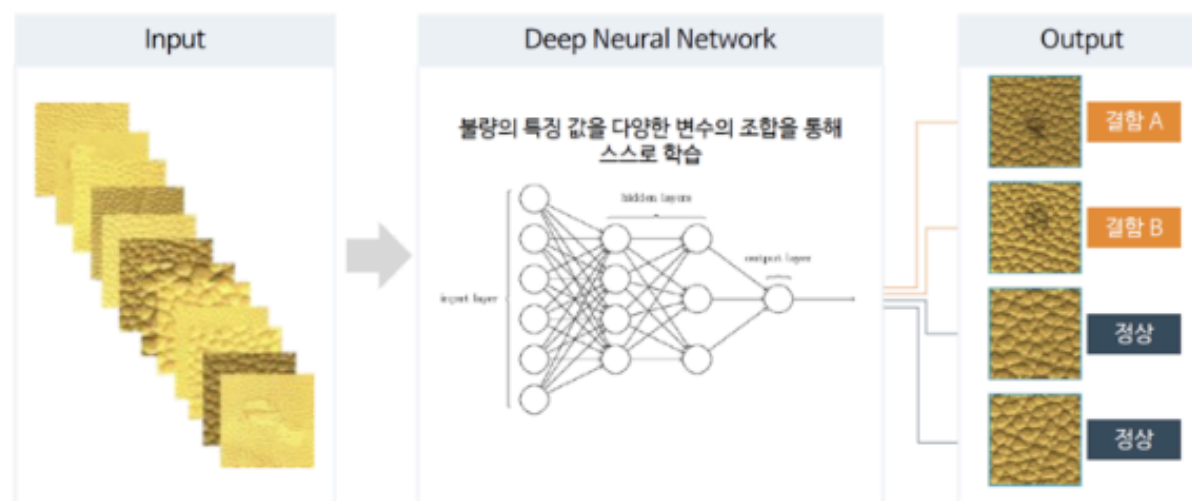 Input
Deep Neural Network
Output
불량의 특징 값을 다양한 변수의 조합을 통해
스스로 학습
hidden layers
output layer
input layer
결함 A
결함 B
정상
정상